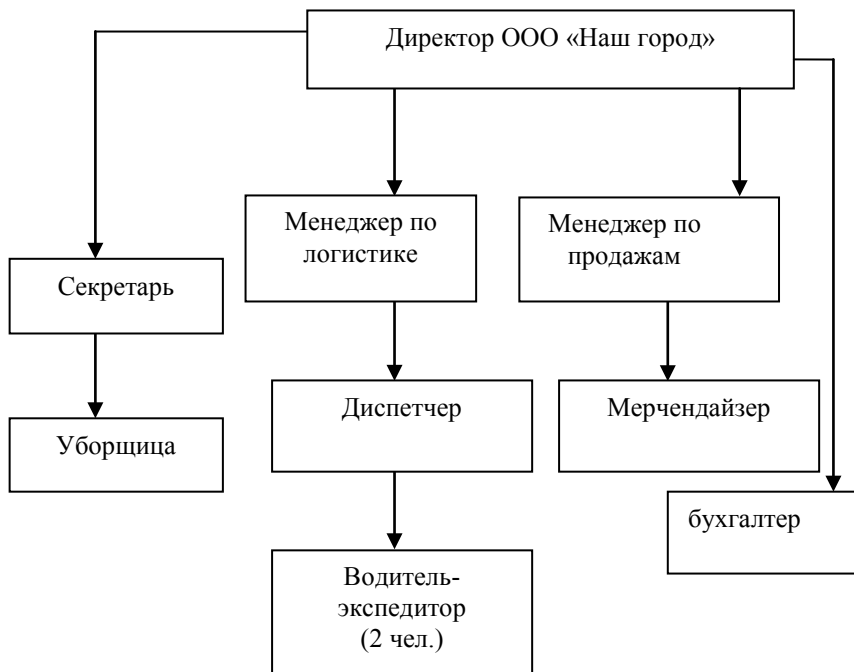 Директор ООО «Наш город»
Менеджер по
логистике
Менеджер по
продажам
Секретарь
Диспетчер
Мерчендайзер
Уборщица
бухгалтер
Водитель-
экспедитор
(2 чел.)